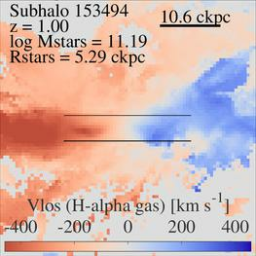 Subhalo 153494
10.6 ckpc
z = 1.00
log Mstars = 11.19
Rstars = 5.29 ckpc
Vlos (H-alpha gas) [km s⁻¹]
-400 -200 0 200 400